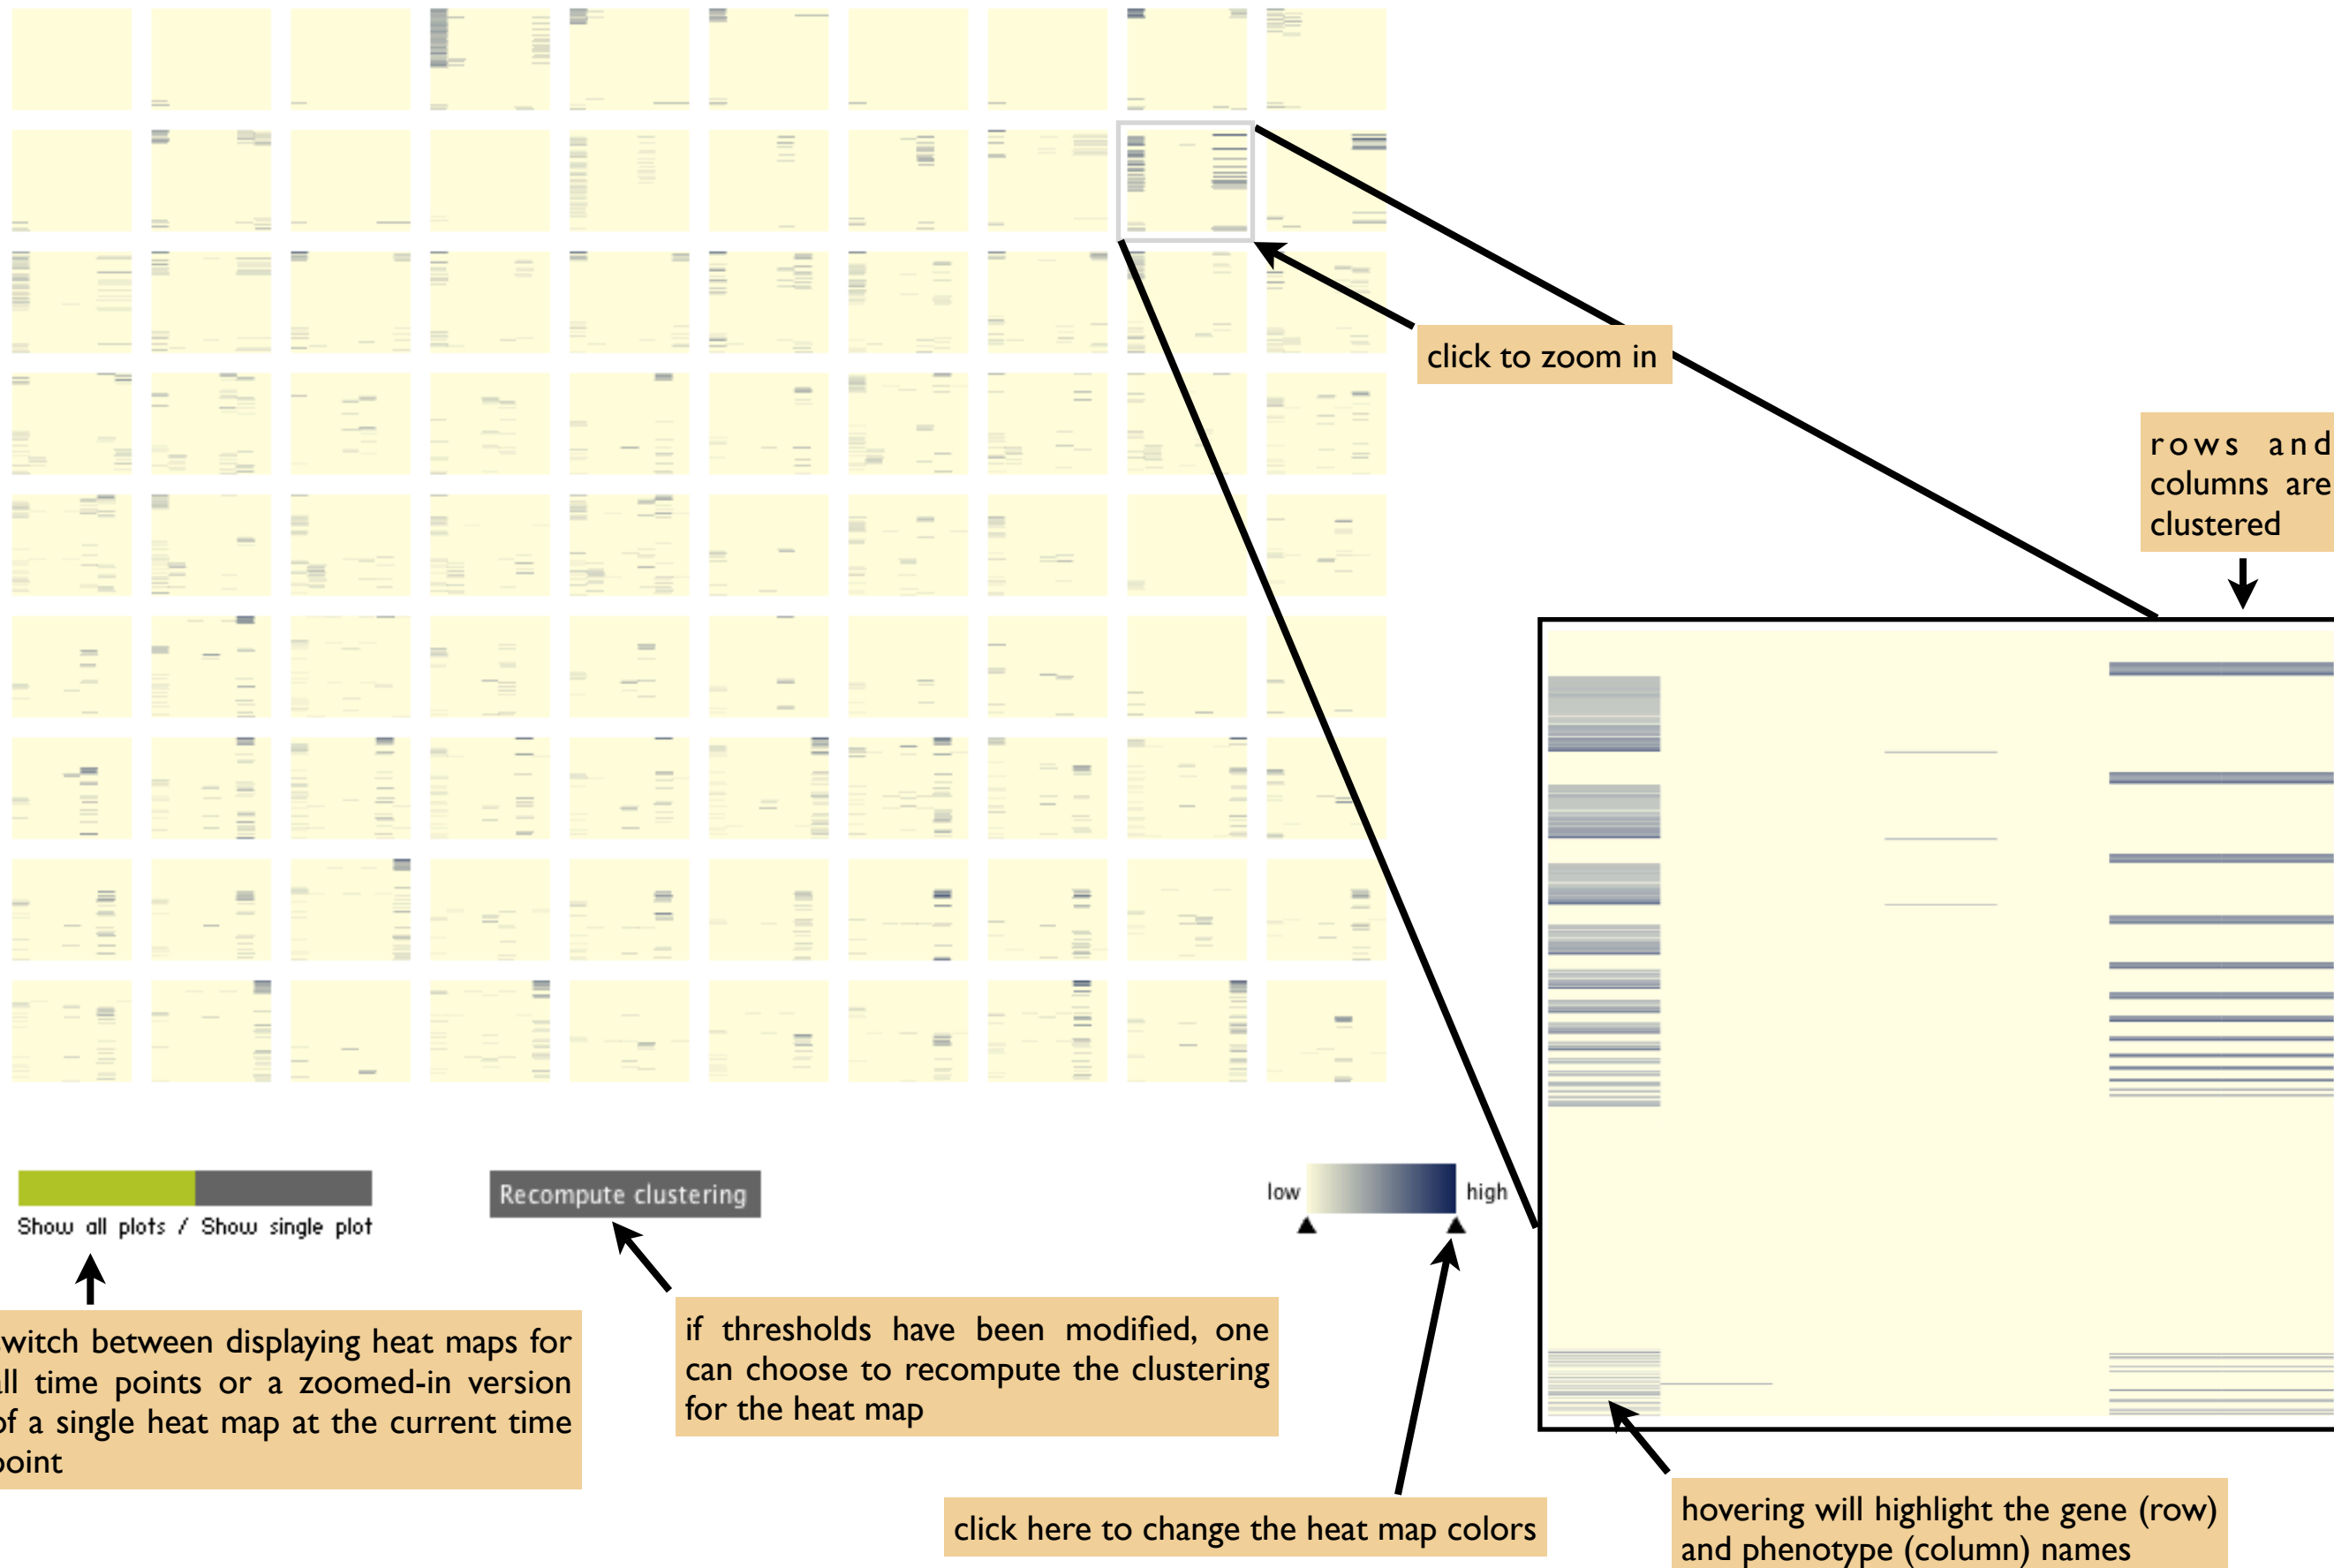 click to zoom in
rows and
columns are
clustered
low
high
Recompute clustering
Show all plots / Show single plot
witch between displaying heat maps for
all time points or a zoomed-in version
of a single heat map at the current time
point
if thresholds have been modified, one
can choose to recompute the clustering
for the heat map
click here to change the heat map colors
hovering will highlight the gene (row)
and phenotype (column) names